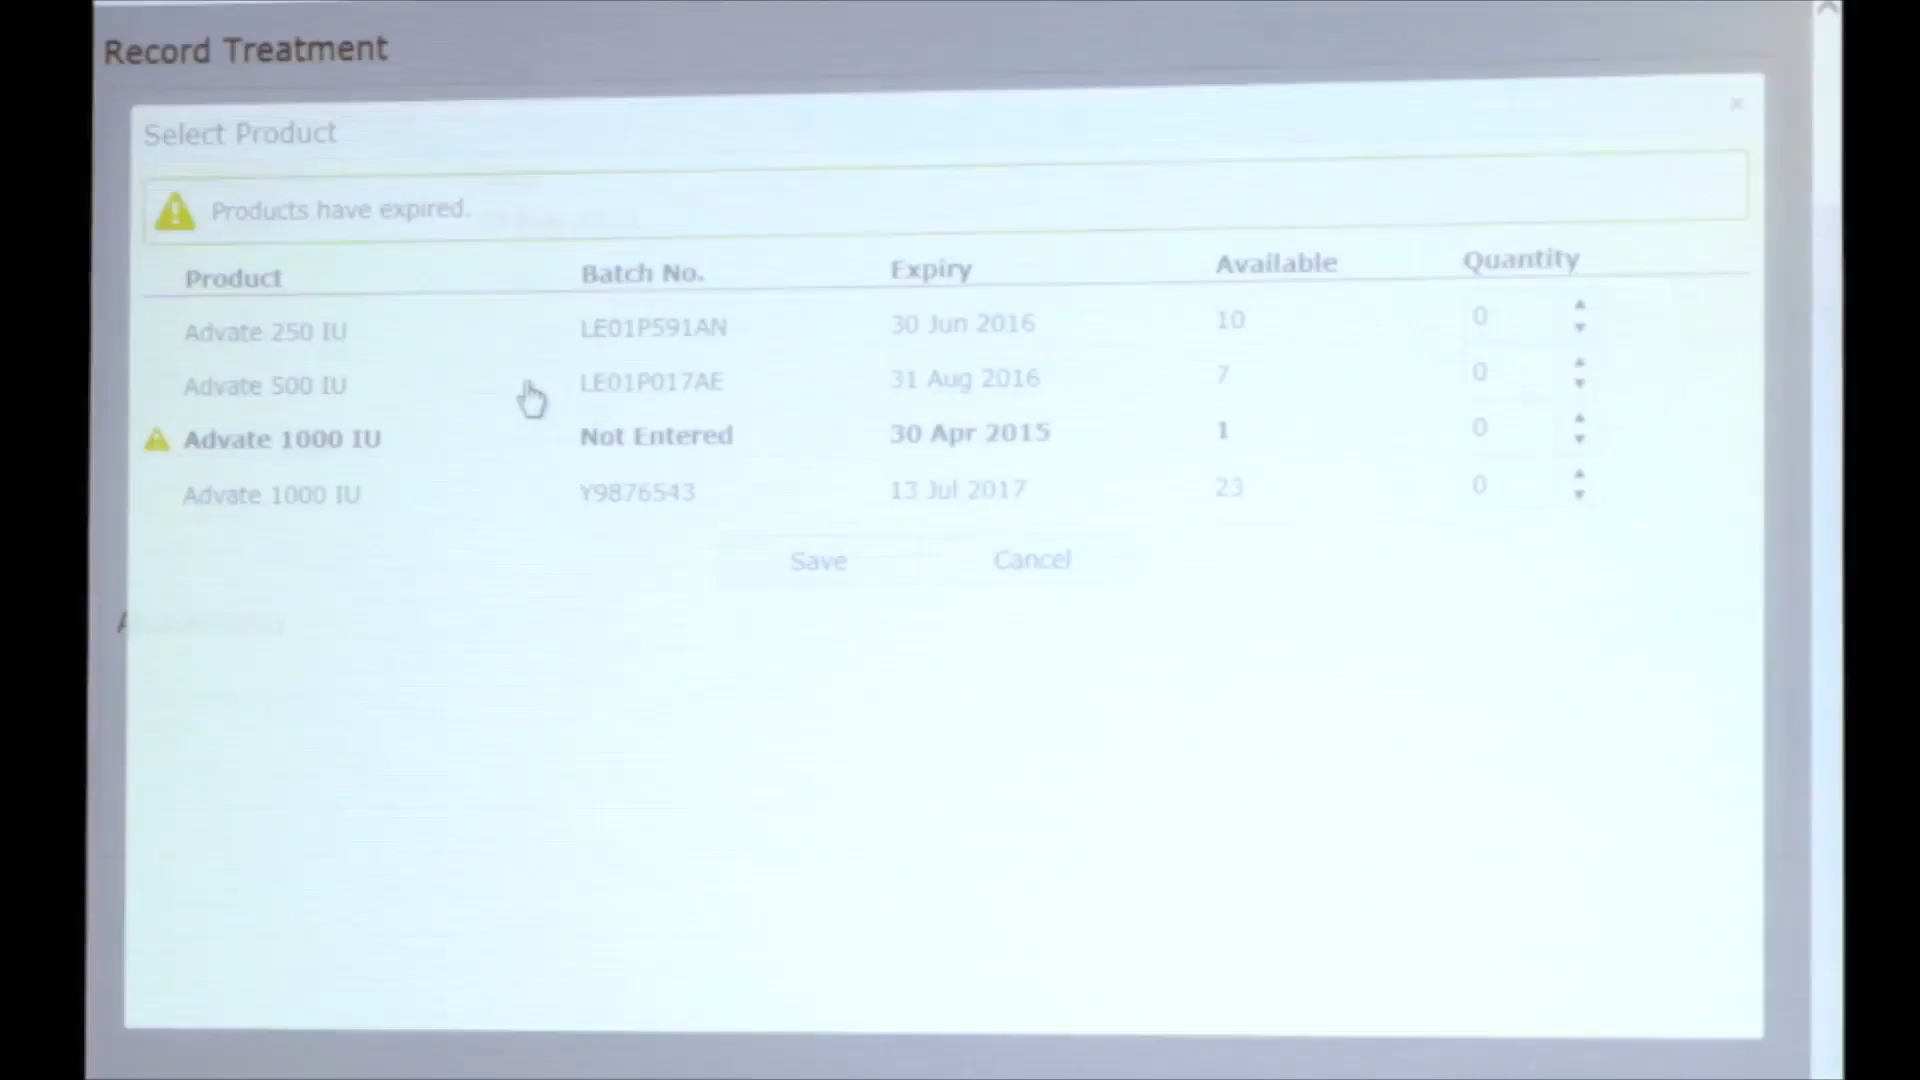 Record Treatment
Select Product
Products have expired.
Product Batch No. Expiry Available Quantity
Advate 250 IU LE01P591AN 30 Jun 2016 10 0
Advate 500 IU LE01P017AE 31 Aug 2016 7 0
Advate 1000 IU Not Entered 30 Apr 2015 1 0
Advate 1000 IU Y9876543 13 Jul 2017 23 0
Save Cancel